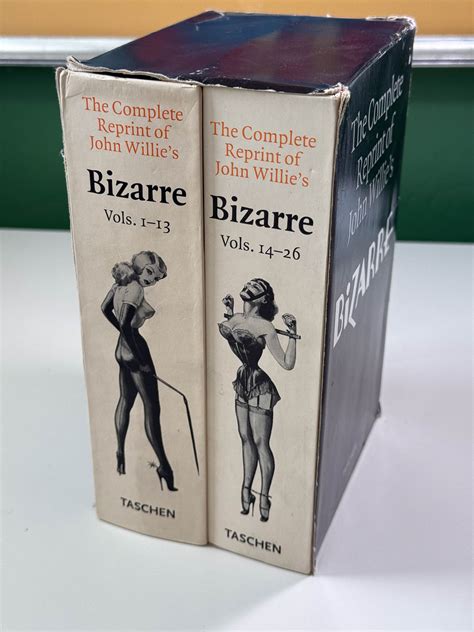 The Complete
Reprint of
John Willie's
Bizarre
Vols. 1–13
TASCHEN
The Complete
Reprint of
John Willie's
Bizarre
Vols. 14–26
TASCHEN
The Complete
Reprint of
John Willie's
BIZARRE